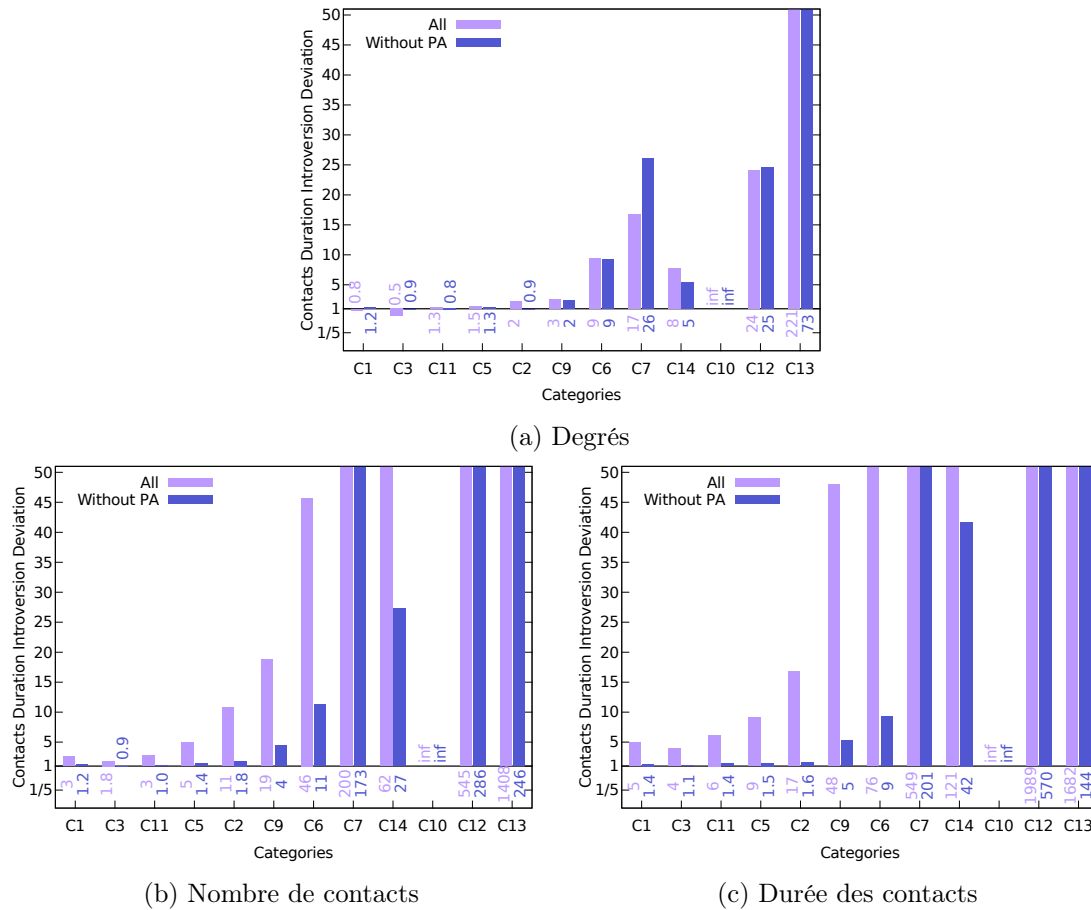 All
Without PA
Contacts Duration Introversion Deviation
50
45
40
35
30
25
20
15
10
5
1
1/5
0.8 1.2 0.5 0.9 1.3 0.8 1.5 1.3 2 0.9 3 2 9 9 17 26 8 5 inf inf 24 25 221 73
C1 C3 C11 C5 C2 C9 C6 C7 C14 C10 C12 C13
Categories
(a) Degrés
All
Without PA
Contacts Duration Introversion Deviation
50
45
40
35
30
25
20
15
10
5
1
1/5
3 1.2 1.8 0.9 3 1.0 5 1.4 11 1.8 19 4 46 11 200 173 62 27 inf inf 545 286 1408 246
C1 C3 C11 C5 C2 C9 C6 C7 C14 C10 C12 C13
Categories
(b) Nombre de contacts
All
Without PA
Contacts Duration Introversion Deviation
50
45
40
35
30
25
20
15
10
5
1
1/5
5 1.4 4 1.1 6 1.4 9 1.5 17 1.6 48 5 76 9 549 201 121 42 inf inf 1989 570 1682 144
C1 C3 C11 C5 C2 C9 C6 C7 C14 C10 C12 C13
Categories
(c) Durée des contacts